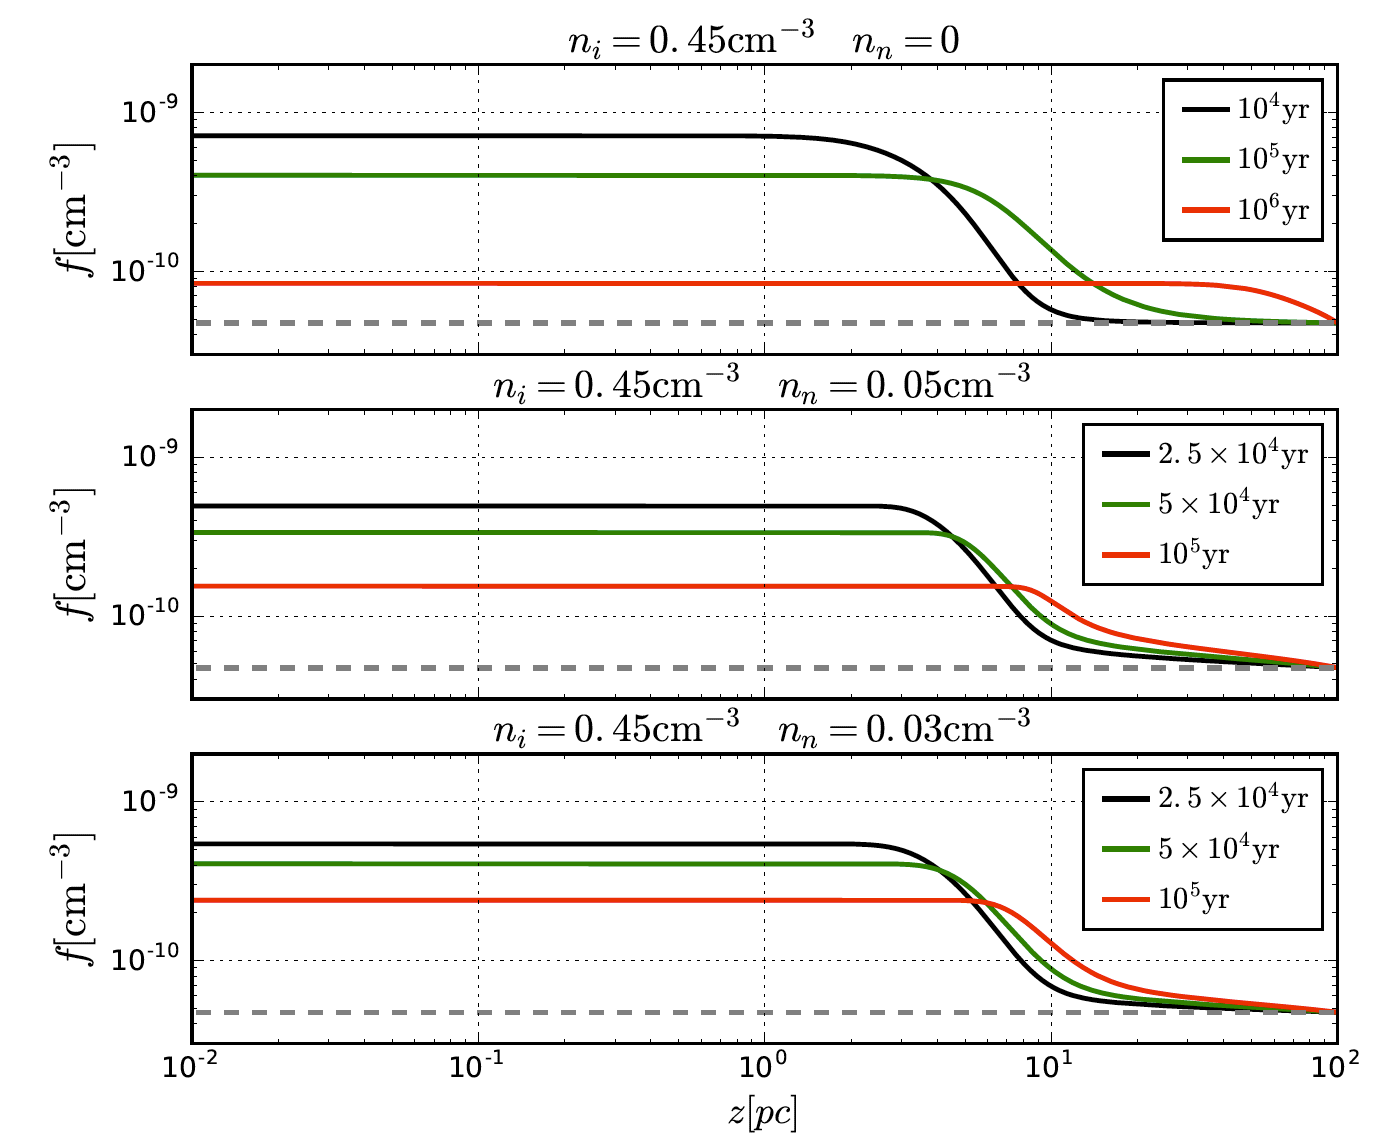 n_i = 0.45cm^{−3} n_n = 0
10^{-9}
10^{-10}
f[cm^{−3}]
10^4yr
10^5yr
10^6yr
n_i = 0.45cm^{−3} n_n = 0.05cm^{−3}
10^{-9}
10^{-10}
f[cm^{−3}]
2.5 × 10^4yr
5 × 10^4yr
10^5yr
n_i = 0.45cm^{−3} n_n = 0.03cm^{−3}
10^{-9}
10^{-10}
f[cm^{−3}]
2.5 × 10^4yr
5 × 10^4yr
10^5yr
10^{-2} 10^{-1} 10^0 10^1 10^2
z[pc]